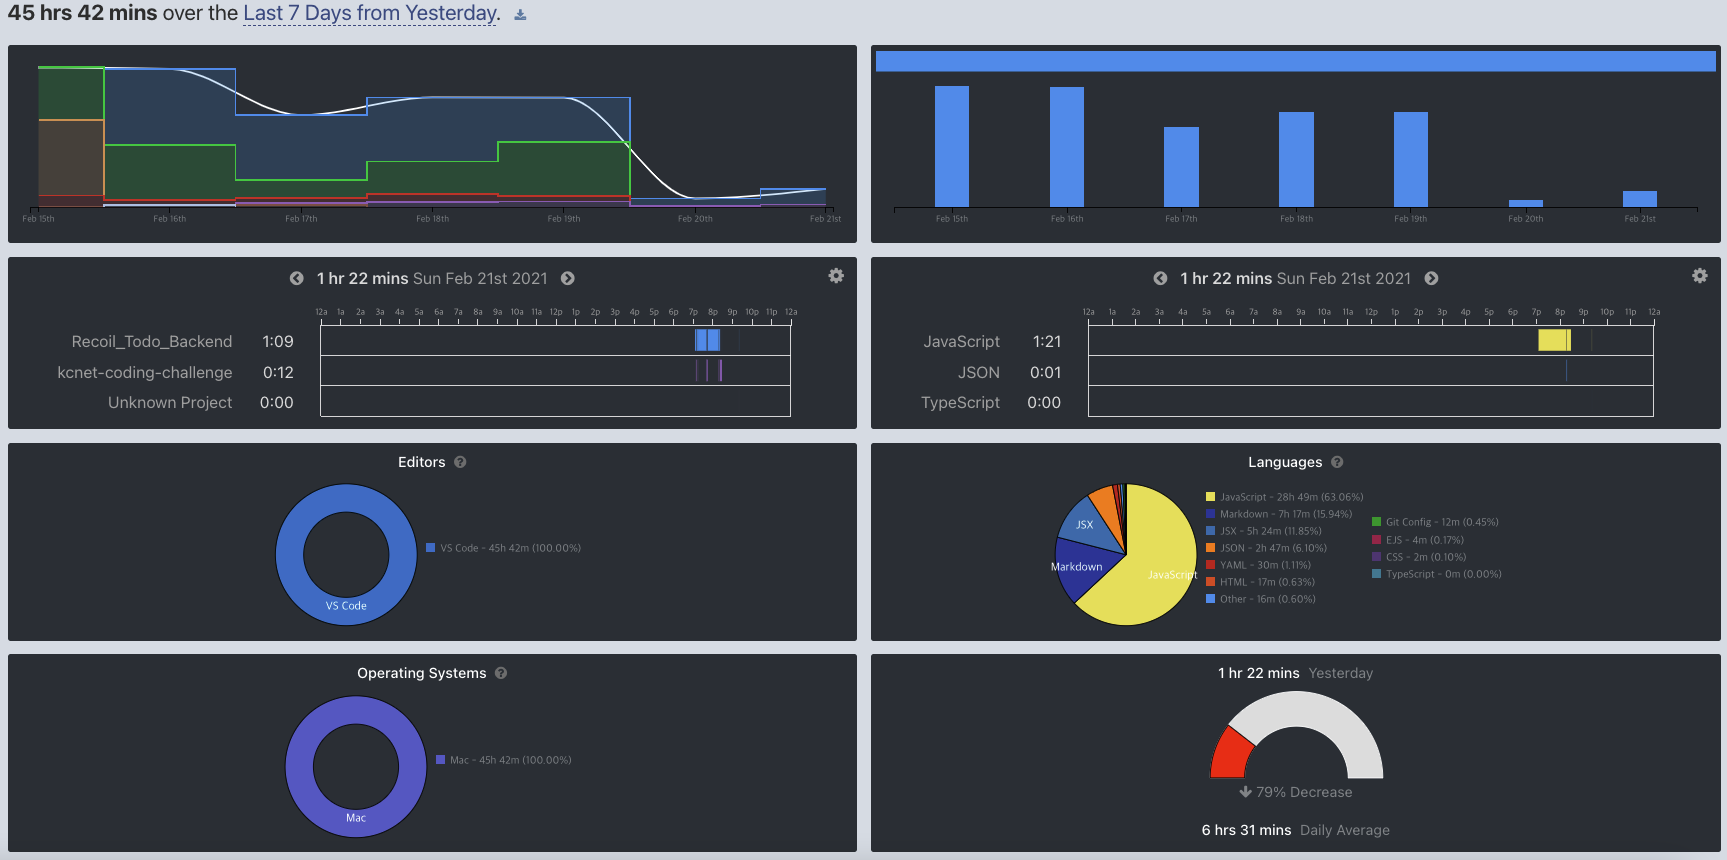 45 hrs 42 mins over the Last 7 Days from Yesterday.
Feb 15th Feb 16th Feb 17th Feb 18th Feb 19th Feb 20th Feb 21st
Feb 15th Feb 16th Feb 17th Feb 18th Feb 19th Feb 20th Feb 21st
1 hr 22 mins Sun Feb 21st 2021
12a 1a 2a 3a 4a 5a 6a 7a 8a 9a 10a 11a 12p 1p 2p 3p 4p 5p 6p 7p 8p 9p 10p 11p 12a
Recoil_Todo_Backend 1:09
kcnet-coding-challenge 0:12
Unknown Project 0:00
1 hr 22 mins Sun Feb 21st 2021
12a 1a 2a 3a 4a 5a 6a 7a 8a 9a 10a 11a 12p 1p 2p 3p 4p 5p 6p 7p 8p 9p 10p 11p 12a
JavaScript 1:21
JSON 0:01
TypeScript 0:00
Editors ?
VS Code - 45h 42m (100.00%)
VS Code
Languages ?
JSX
Markdown
JavaScript
JavaScript - 28h 49m (63.06%)
Markdown - 7h 17m (15.94%)
JSX - 5h 24m (11.85%)
JSON - 2h 47m (6.10%)
YAML - 30m (1.11%)
HTML - 17m (0.63%)
Other - 16m (0.60%)
Git Config - 12m (0.45%)
EJS - 4m (0.17%)
CSS - 2m (0.10%)
TypeScript - 0m (0.00%)
Operating Systems ?
Mac - 45h 42m (100.00%)
Mac
1 hr 22 mins Yesterday
79% Decrease
6 hrs 31 mins Daily Average